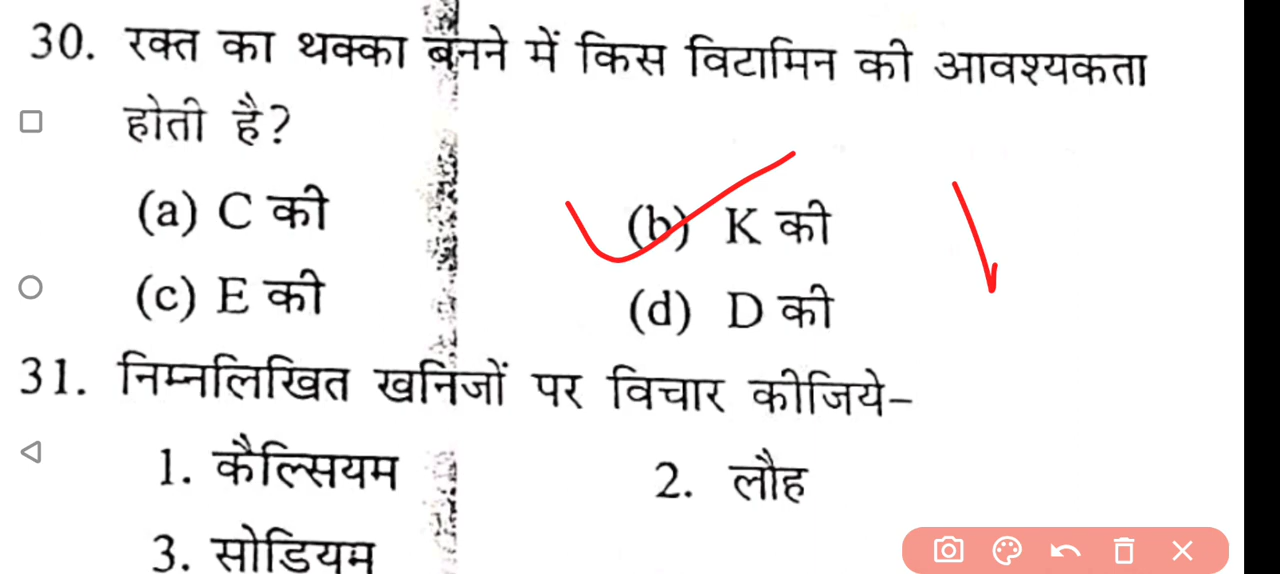 30. रक्त का थक्का बनने में किस विटामिन की आवश्यकता
होती है?
(a) C की (b) K की
(c) E की (d) D की
31. निम्नलिखित खनिजों पर विचार कीजिये-
1. कैल्सियम 2. लौह
3. सोडियम